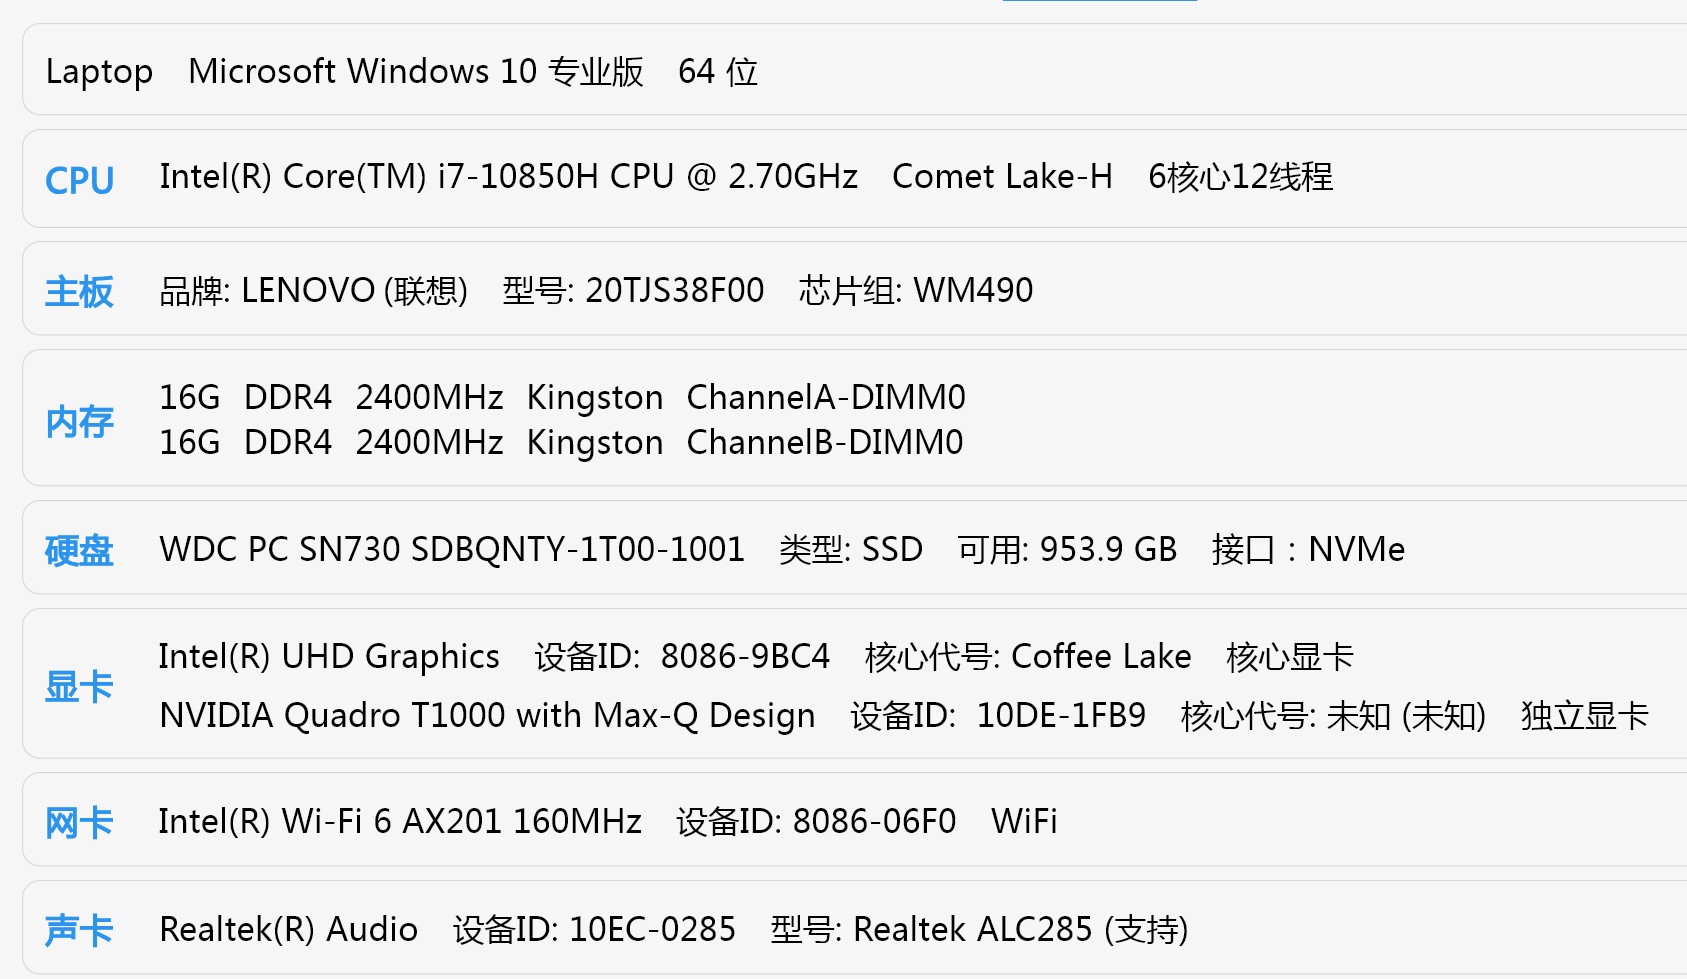 Laptop Microsoft Windows 10 专业版 64 位
CPU Intel(R) Core(TM) i7-10850H CPU @ 2.70GHz Comet Lake-H 6核心12线程
主板 品牌: LENOVO (联想) 型号: 20TJS38F00 芯片组: WM490
内存 16G DDR4 2400MHz Kingston ChannelA-DIMM0
16G DDR4 2400MHz Kingston ChannelB-DIMM0
硬盘 WDC PC SN730 SDBQNTY-1T00-1001 类型: SSD 可用: 953.9 GB 接口：NVMe
显卡 Intel(R) UHD Graphics 设备ID: 8086-9BC4 核心代号: Coffee Lake 核心显卡
NVIDIA Quadro T1000 with Max-Q Design 设备ID: 10DE-1FB9 核心代号: 未知 (未知) 独立显卡
网卡 Intel(R) Wi-Fi 6 AX201 160MHz 设备ID: 8086-06F0 WiFi
声卡 Realtek(R) Audio 设备ID: 10EC-0285 型号: Realtek ALC285 (支持)